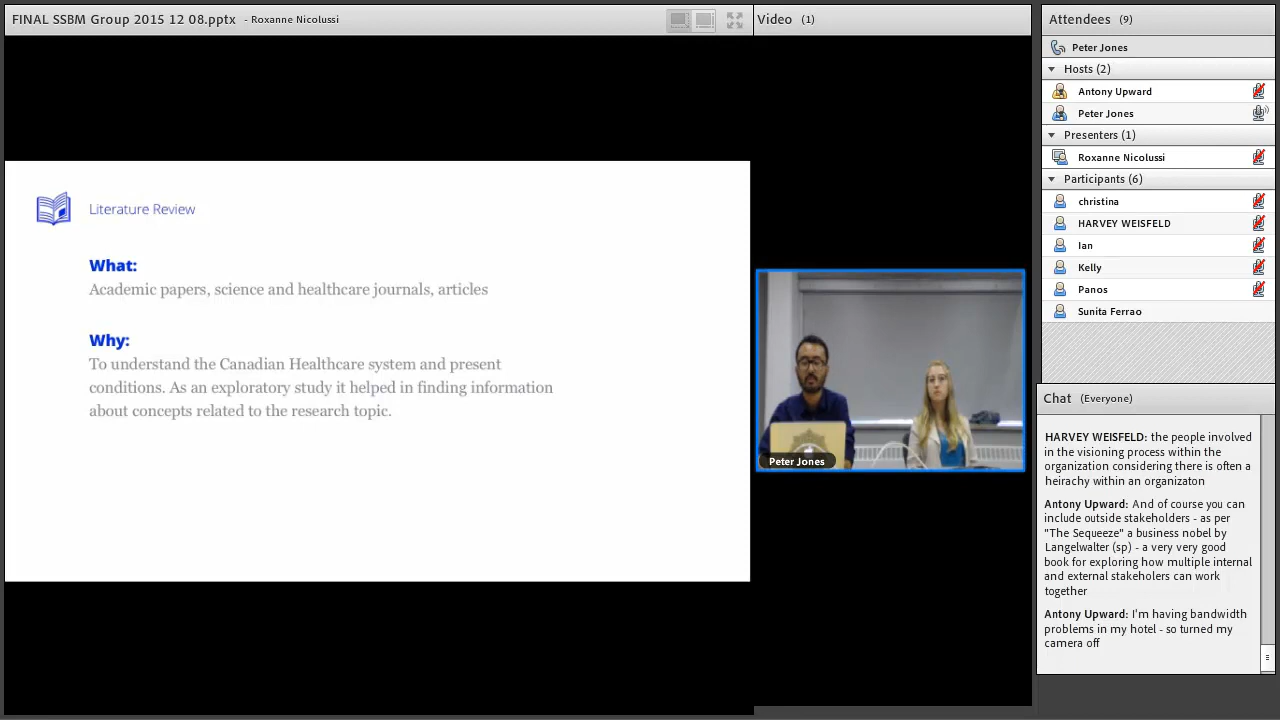 FINAL SSBM Group 2015 12 08.pptx - Roxanne Nicolussi
Literature Review
What:
Academic papers, science and healthcare journals, articles
Why:
To understand the Canadian Healthcare system and present
conditions. As an exploratory study it helped in finding information
about concepts related to the research topic.
Video (1)
Peter Jones
Attendees (9)
Peter Jones
Hosts (2)
Antony Upward
Peter Jones
Presenters (1)
Roxanne Nicolussi
Participants (6)
christina
HARVEY WEISFELD
Ian
Kelly
Panos
Sunita Ferrao
Chat (Everyone)
HARVEY WEISFELD: the people involved
in the visioning process within the
organization considering there is often a
heirachy within an organizaton
Antony Upward: And of course you can
include outside stakeholders - as per
"The Sequeeze" a business nobel by
Langelwalter (sp) - a very very good
book for exploring how multiple internal
and external stakeholers can work
together
Antony Upward: I'm having bandwidth
problems in my hotel - so turned my
camera off